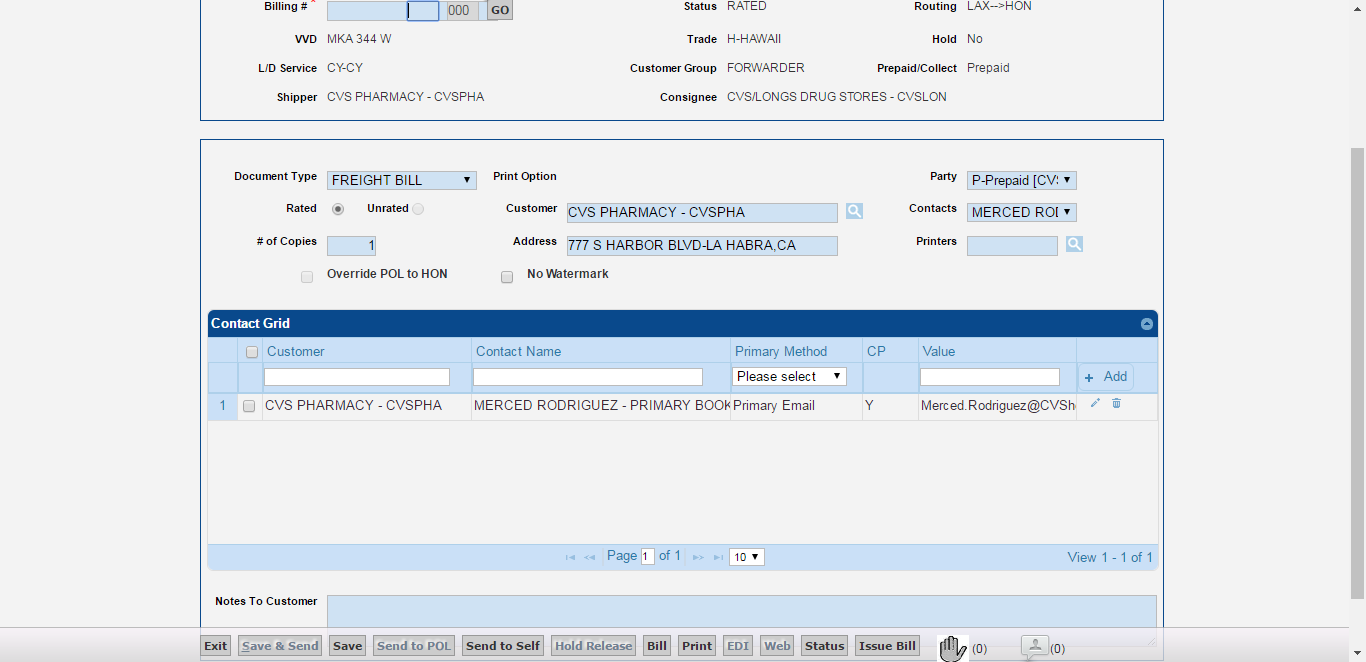 Billing # * 000 GO Status RATED Routing LAX-->HON
VVD MKA 344 W Trade H-HAWAII Hold No
L/D Service CY-CY Customer Group FORWARDER Prepaid/Collect Prepaid
Shipper CVS PHARMACY - CVSPHA Consignee CVS/LONGS DRUG STORES - CVSLON
Document Type FREIGHT BILL Print Option Party P-Prepaid [CVS
Rated Unrated Customer CVS PHARMACY - CVSPHA Contacts MERCED ROI
# of Copies 1 Address 777 S HARBOR BLVD-LA HABRA,CA Printers
Override POL to HON No Watermark
Contact Grid
Customer Contact Name Primary Method CP Value
Please select + Add
1 CVS PHARMACY - CVSPHA MERCED RODRIGUEZ - PRIMARY BOOK Primary Email Y Merced.Rodriguez@CVSh
Page 1 of 1 10 View 1 - 1 of 1
Notes To Customer
Exit Save & Send Save Send to POL Send to Self Hold Release Bill Print EDI Web Status Issue Bill (0) (0)